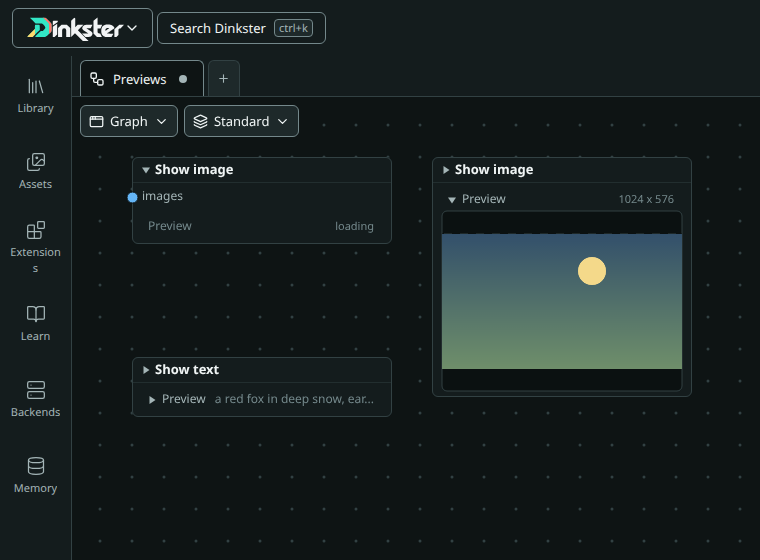 Dinkster
Search Dinkster ctrl+k
Previews
+
Library
Assets
Extension
s
Learn
Backends
Memory
Graph
Standard
Show image
images
Preview loading
Show image
Preview 1024 x 576
Show text
Preview a red fox in deep snow, ear...